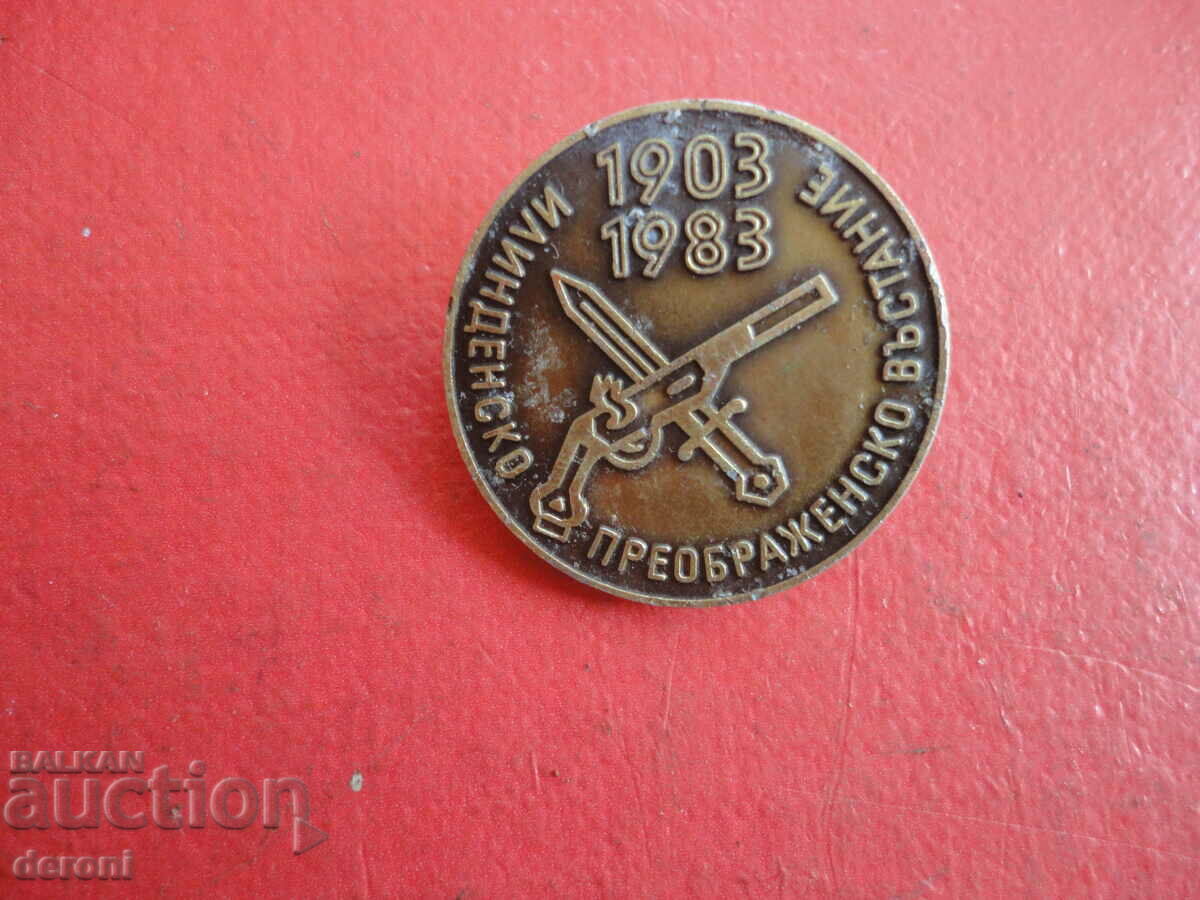 1903
1983
ИЛИНДЕНСКО ПРЕОБРАЖЕНСКО ВЪСТАНИЕ
BALKAN
auction
deroni